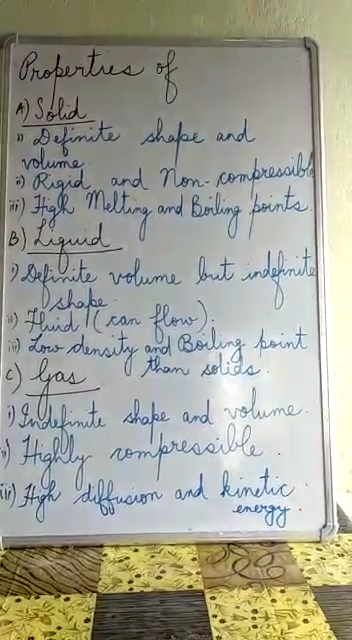 Properties of
A) Solid
i) Definite shape and
volume.
ii) Rigid and Non-compressible
iii) High Melting and Boiling points.
B) Liquid
i) Definite volume but indefinite
shape.
ii) Fluid (can flow).
iii) Low density and Boiling point
than solids.
C) Gas
i) Indefinite shape and volume.
ii) Highly compressible.
iii) High diffusion and kinetic
energy.